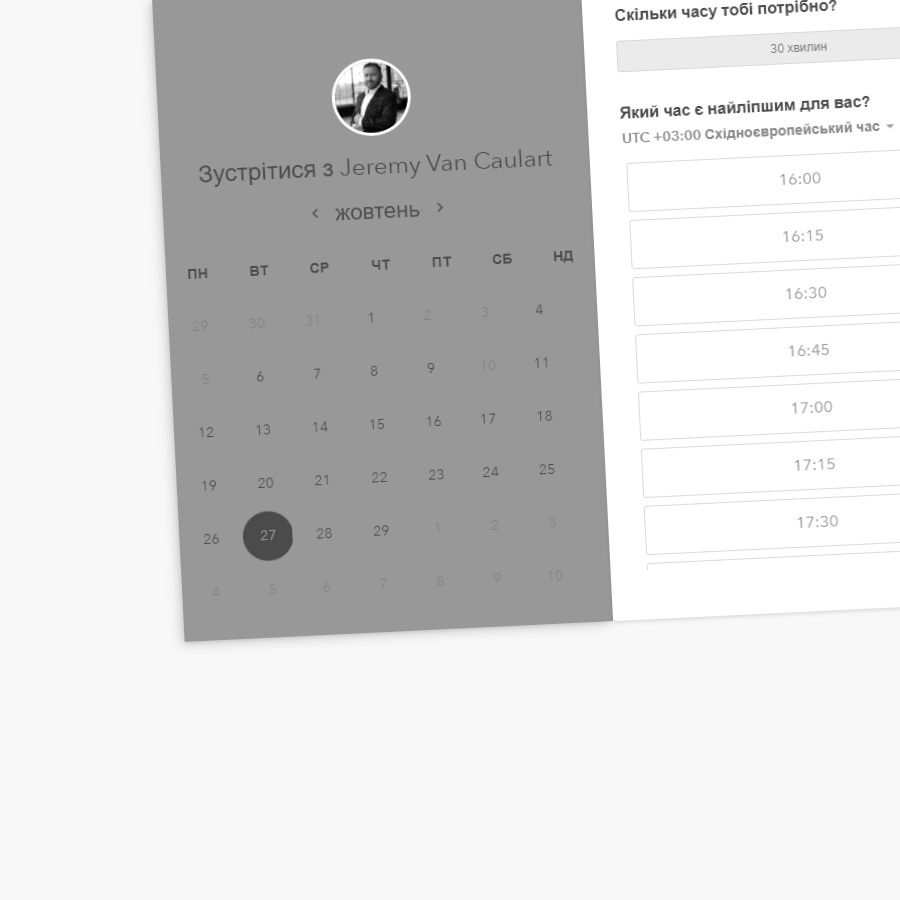 Зустрітися з Jeremy Van Caulart
жовтень
ПН ВТ СР ЧТ ПТ СБ НД
29 30 31 1 2 3 4
5 6 7 8 9 10 11
12 13 14 15 16 17 18
19 20 21 22 23 24 25
26 27 28 29 1 2 3
4 5 6 7 8 9 10
Скільки часу тобі потрібно?
30 хвилин
Який час є найліпшим для вас?
UTC +03:00 Східноєвропейський час
16:00
16:15
16:30
16:45
17:00
17:15
17:30